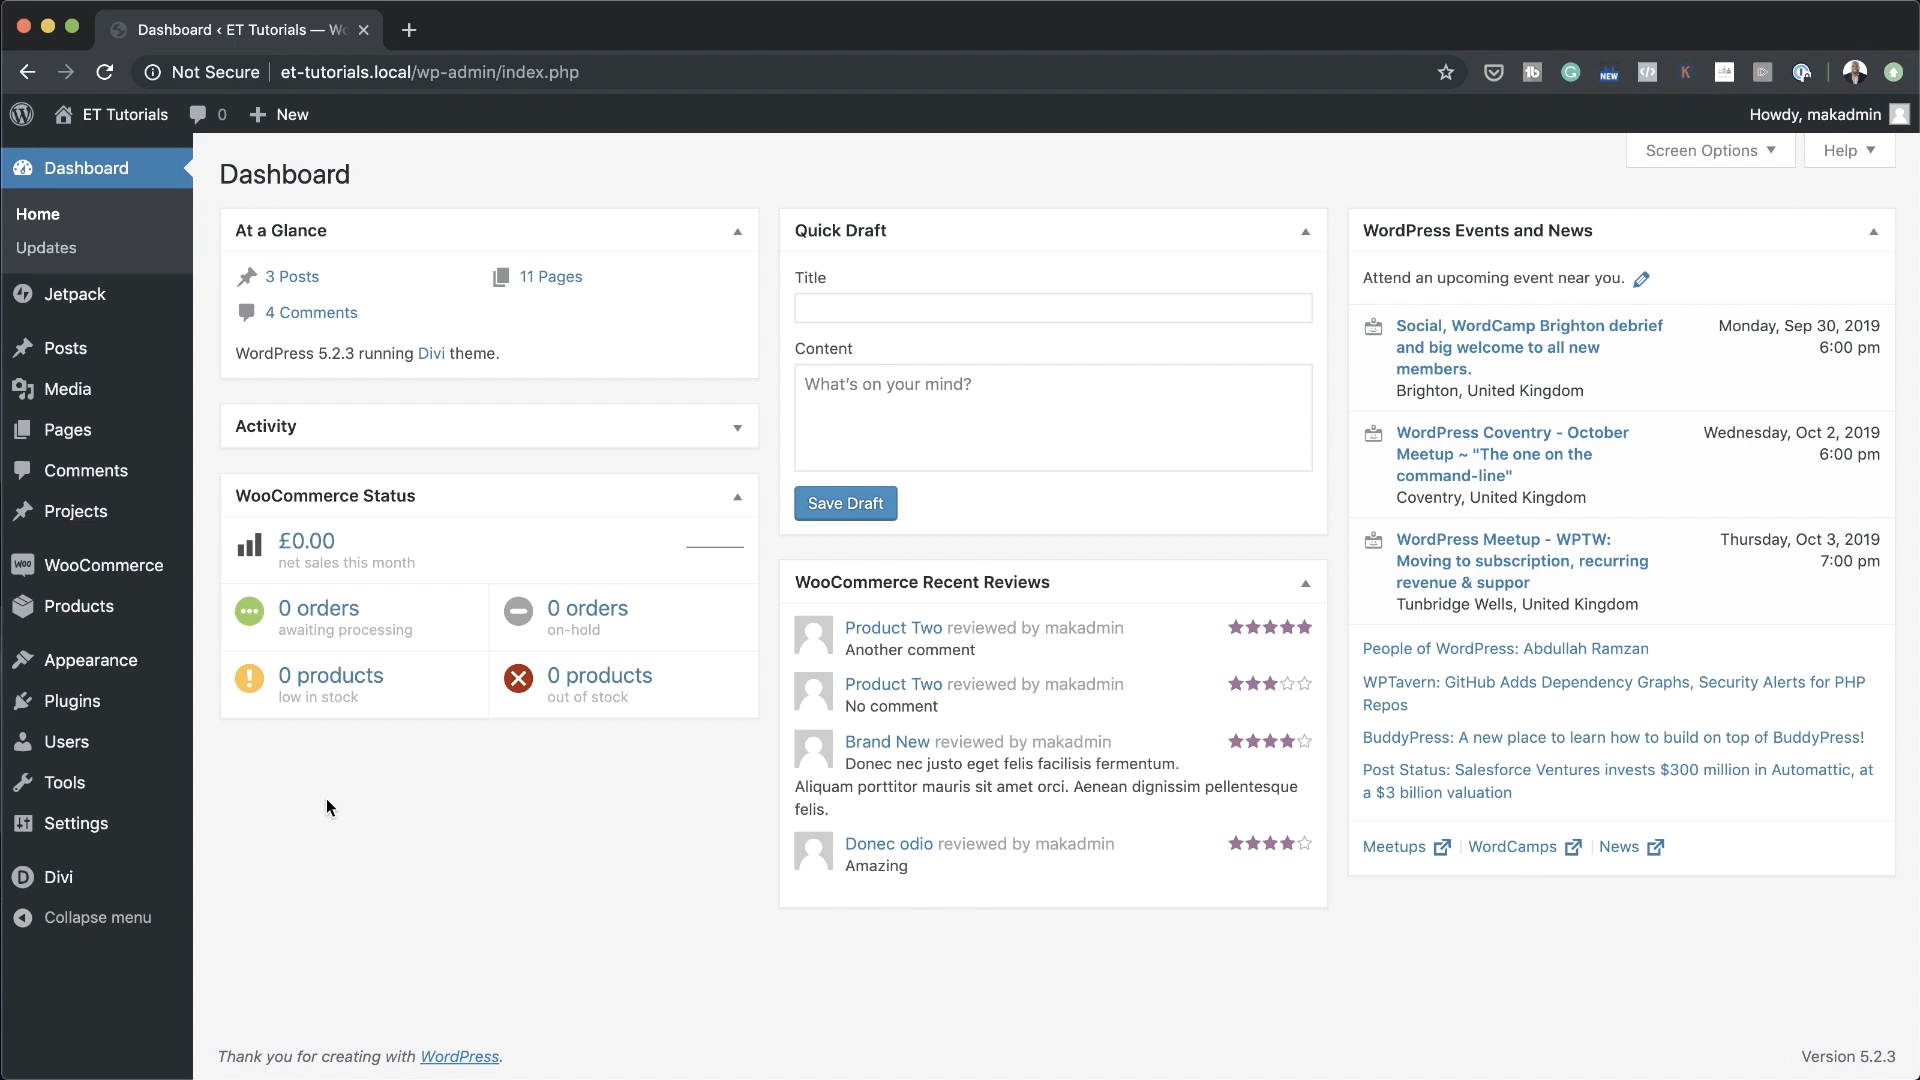 Dashboard ‹ ET Tutorials — Wo
Not Secure
et-tutorials.local/wp-admin/index.php
ET Tutorials
0
New
Howdy, makadmin
Dashboard
Home
Updates
Jetpack
Posts
Media
Pages
Comments
Projects
WooCommerce
Products
Appearance
Plugins
Users
Tools
Settings
Divi
Collapse menu
Dashboard
Screen Options
Help
At a Glance
3 Posts
11 Pages
4 Comments
WordPress 5.2.3 running Divi theme.
Activity
WooCommerce Status
£0.00
net sales this month
0 orders
awaiting processing
0 orders
on-hold
0 products
low in stock
0 products
out of stock
Quick Draft
Title
Content
What's on your mind?
Save Draft
WooCommerce Recent Reviews
Product Two reviewed by makadmin
Another comment
Product Two reviewed by makadmin
No comment
Brand New reviewed by makadmin
Donec nec justo eget felis facilisis fermentum.
Aliquam porttitor mauris sit amet orci. Aenean dignissim pellentesque
felis.
Donec odio reviewed by makadmin
Amazing
WordPress Events and News
Attend an upcoming event near you.
Social, WordCamp Brighton debrief
and big welcome to all new
members.
Brighton, United Kingdom
Monday, Sep 30, 2019
6:00 pm
WordPress Coventry - October
Meetup ~ "The one on the
command-line"
Coventry, United Kingdom
Wednesday, Oct 2, 2019
6:00 pm
WordPress Meetup - WPTW:
Moving to subscription, recurring
revenue & suppor
Tunbridge Wells, United Kingdom
Thursday, Oct 3, 2019
7:00 pm
People of WordPress: Abdullah Ramzan
WPTavern: GitHub Adds Dependency Graphs, Security Alerts for PHP
Repos
BuddyPress: A new place to learn how to build on top of BuddyPress!
Post Status: Salesforce Ventures invests $300 million in Automattic, at
a $3 billion valuation
Meetups
WordCamps
News
Thank you for creating with WordPress.
Version 5.2.3